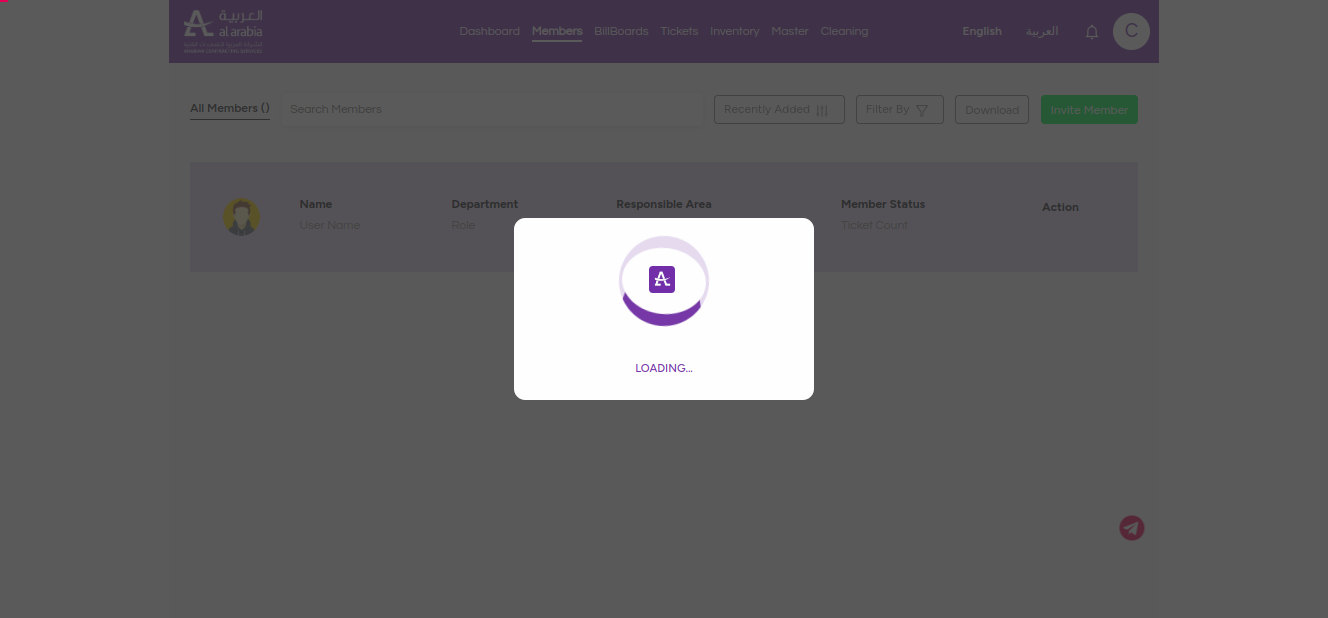 العربية
al arabia
Dashboard Members BillBoards Tickets Inventory Master Cleaning
English العربية C
All Members () Search Members Recently Added Filter By Download Invite Member
Name Department Responsible Area Member Status Action
User Name Role Ticket Count
LOADING...